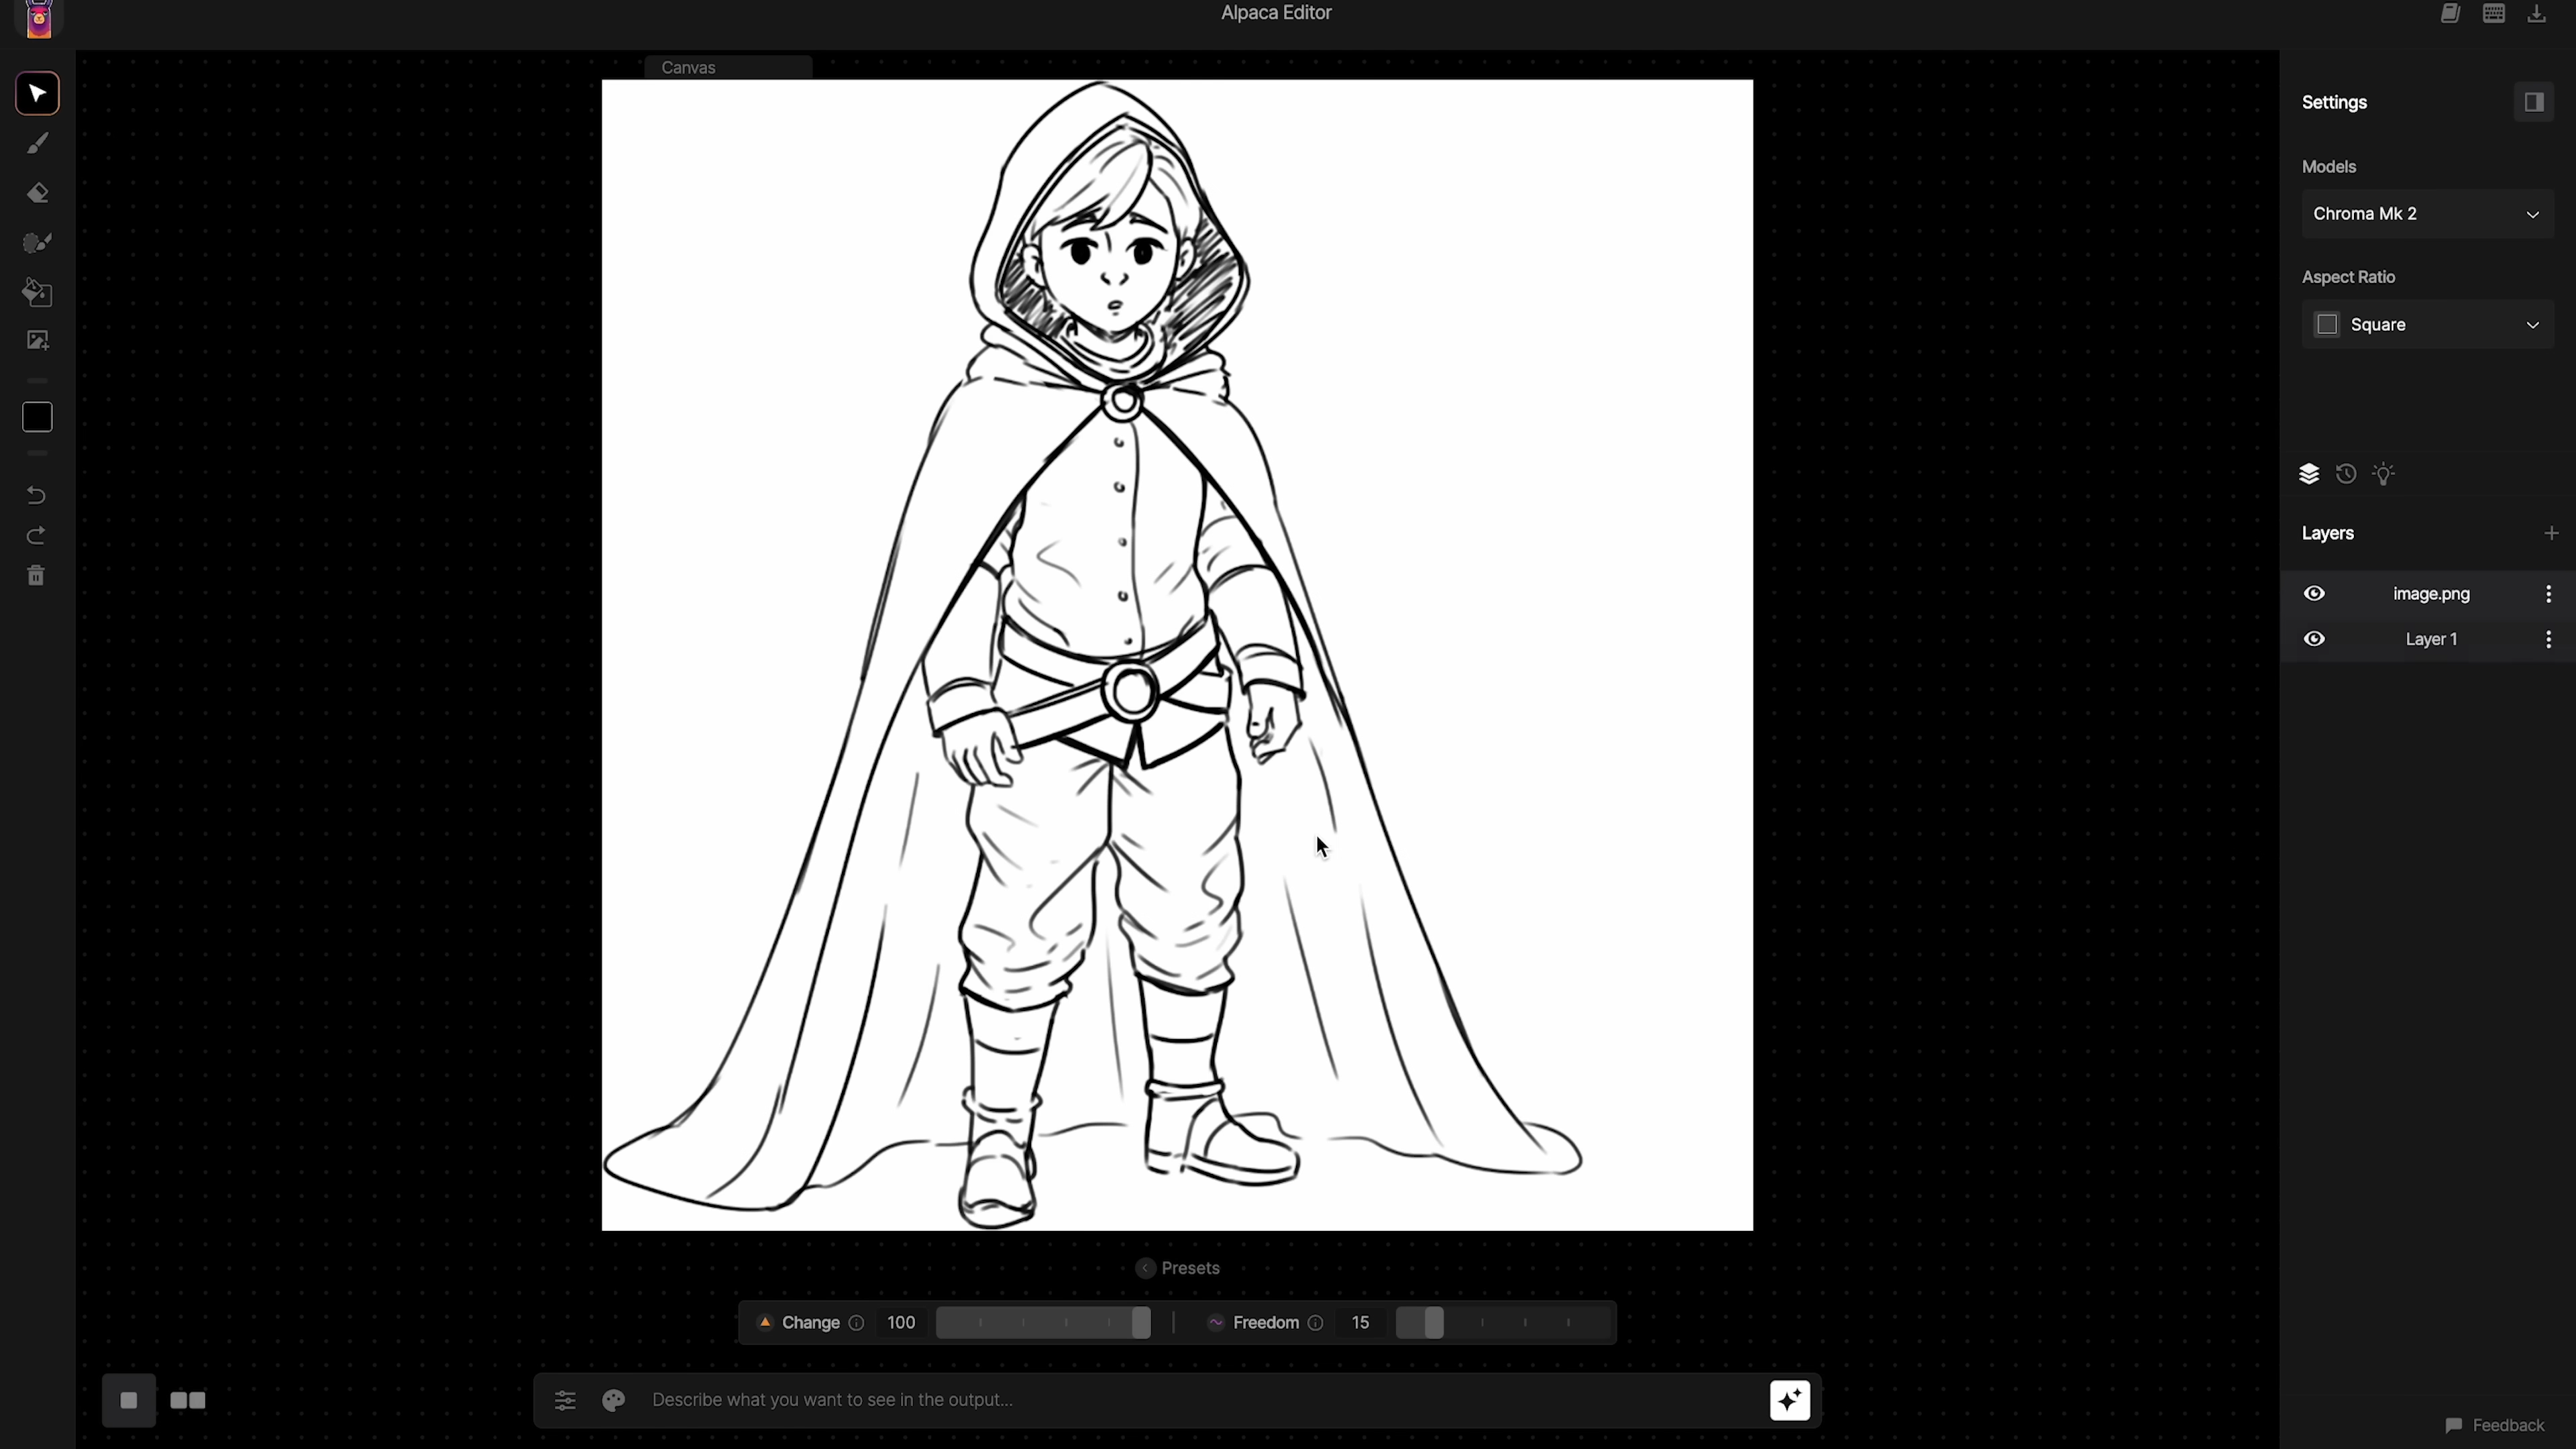 Alpaca Editor
Canvas
Settings
Models
Chroma Mk 2
Aspect Ratio
Square
Layers
image.png
Layer 1
Presets
Change 100 Freedom 15
Describe what you want to see in the output...
Feedback